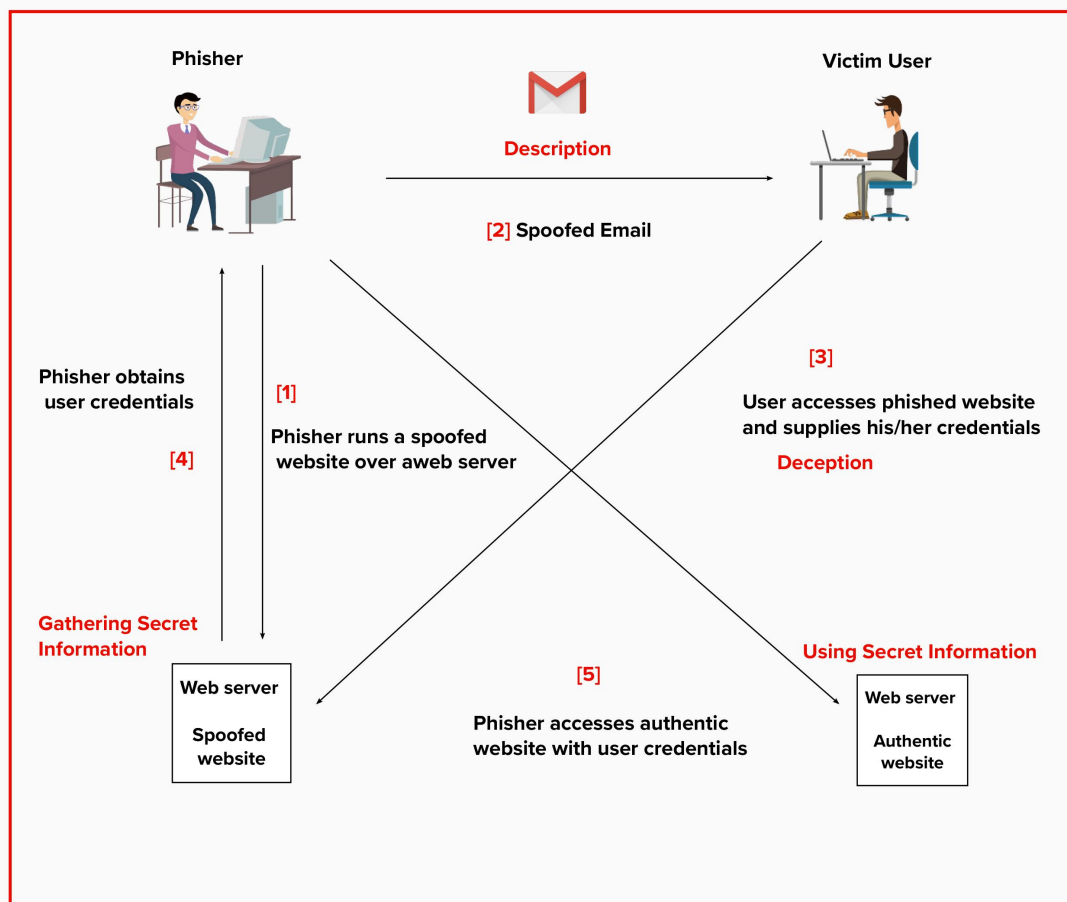 Phisher
Victim User
Description
[2] Spoofed Email
Phisher obtains
user credentials
[4]
[1]
Phisher runs a spoofed
website over aweb server
[3]
User accesses phished website
and supplies his/her credentials
Deception
Gathering Secret
Information
Web server
Spoofed
website
[5]
Phisher accesses authentic
website with user credentials
Using Secret Information
Web server
Authentic
website